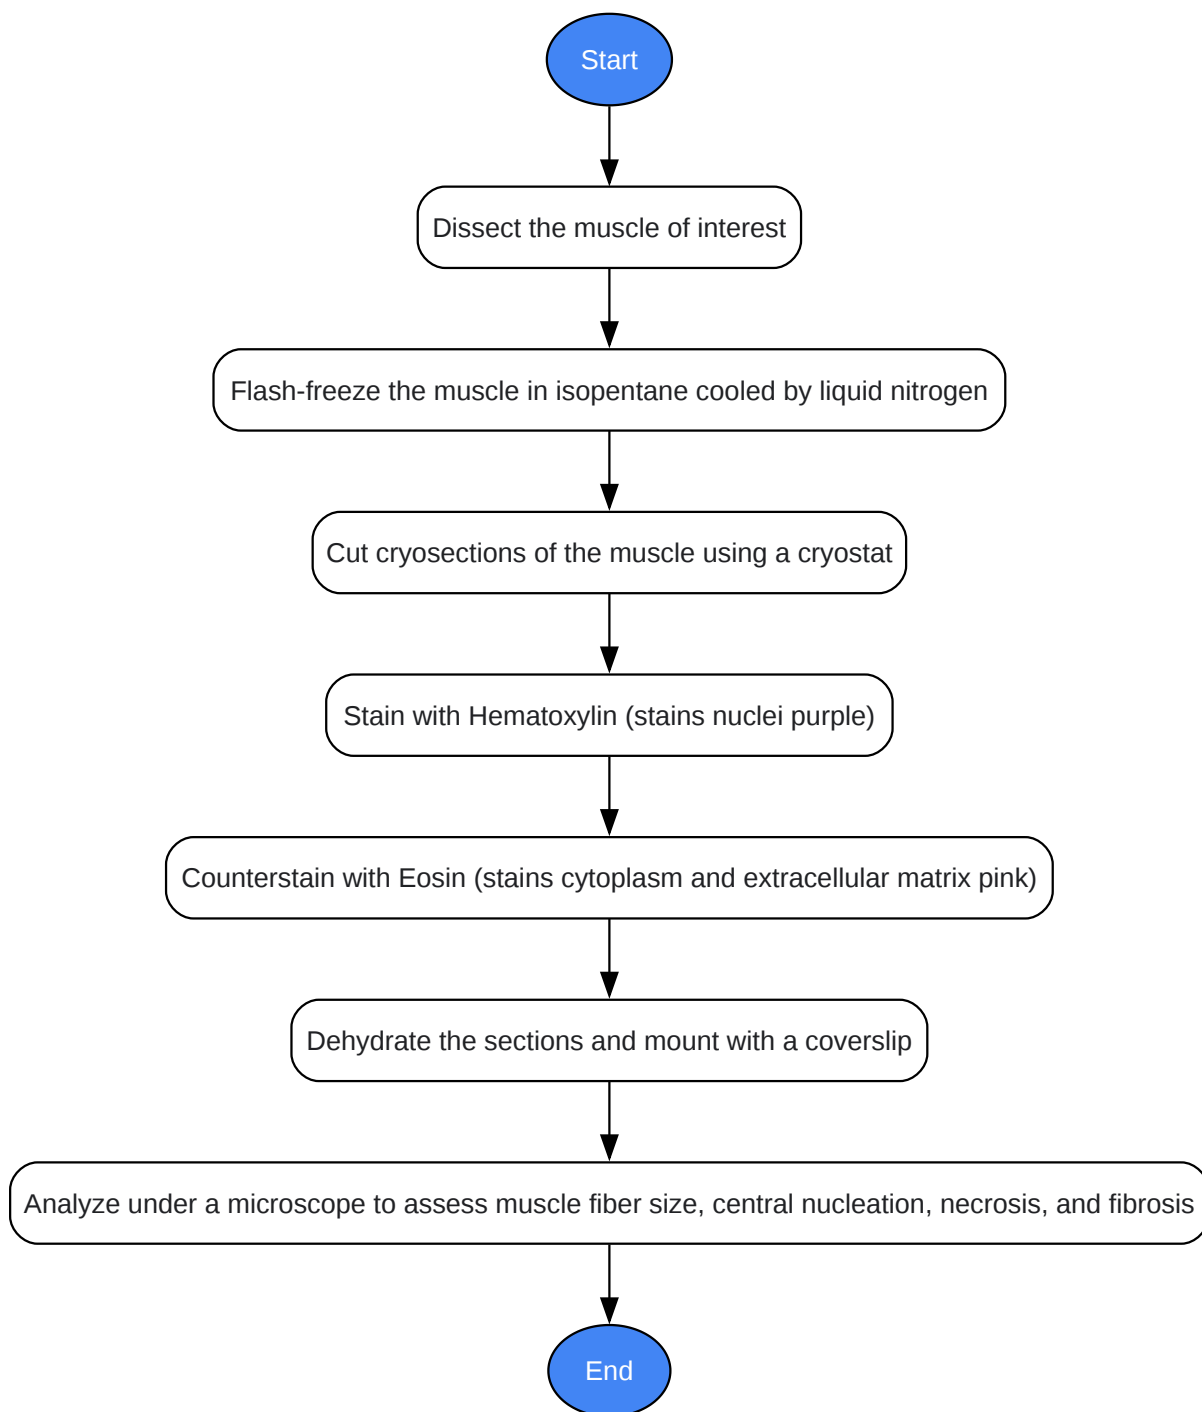 Start
Dissect the muscle of interest
Flash-freeze the muscle in isopentane cooled by liquid nitrogen
Cut cryosections of the muscle using a cryostat
Stain with Hematoxylin (stains nuclei purple)
Counterstain with Eosin (stains cytoplasm and extracellular matrix pink)
Dehydrate the sections and mount with a coverslip
Analyze under a microscope to assess muscle fiber size, central nucleation, necrosis, and fibrosis
End